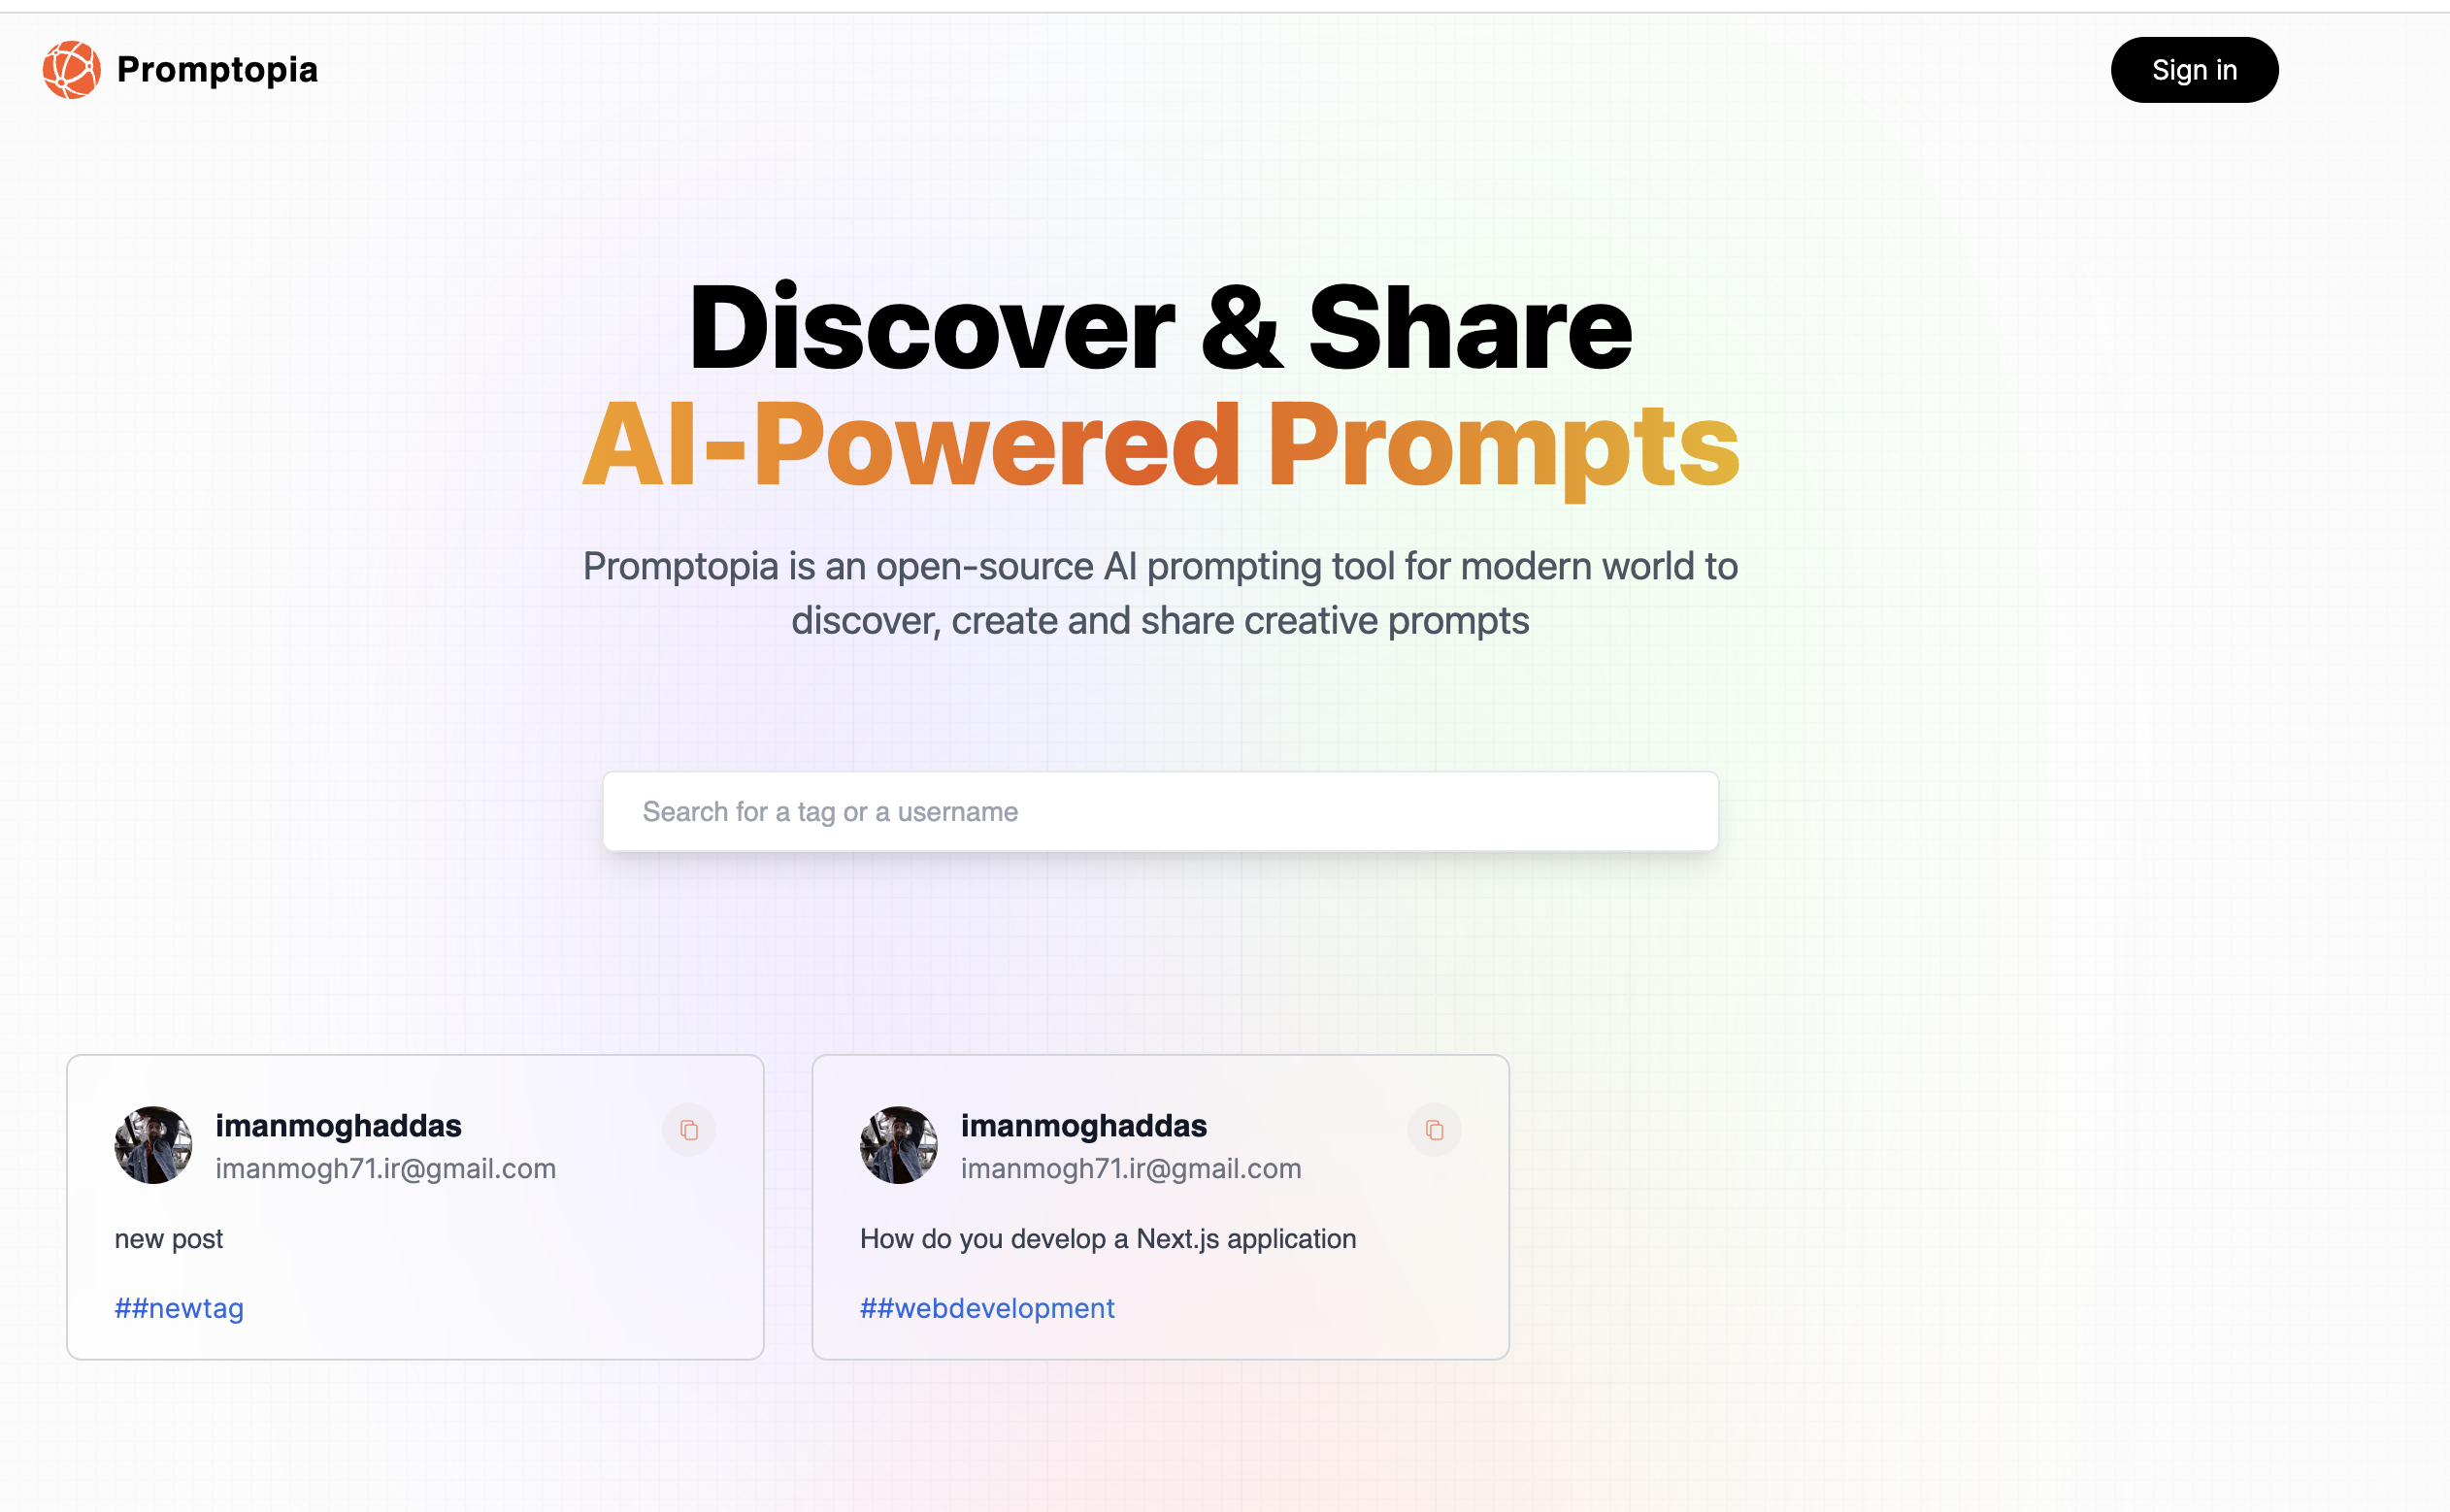 Promptopia
Sign in
Discover & Share
AI-Powered Prompts
Promptopia is an open-source AI prompting tool for modern world to
discover, create and share creative prompts
Search for a tag or a username
imanmoghaddas
imanmogh71.ir@gmail.com
new post
##newtag
imanmoghaddas
imanmogh71.ir@gmail.com
How do you develop a Next.js application
##webdevelopment